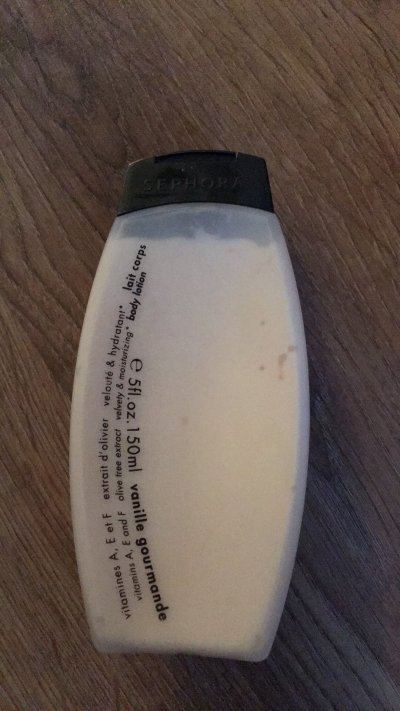 SEPHORA
lait corps
body lotion
℮ 5fl.oz.150ml vanille gourmande
velouté & hydratant*
velvety & moisturizing*
vitamines A, E et F extrait d'olivier
vitamins A, E and F olive tree extract